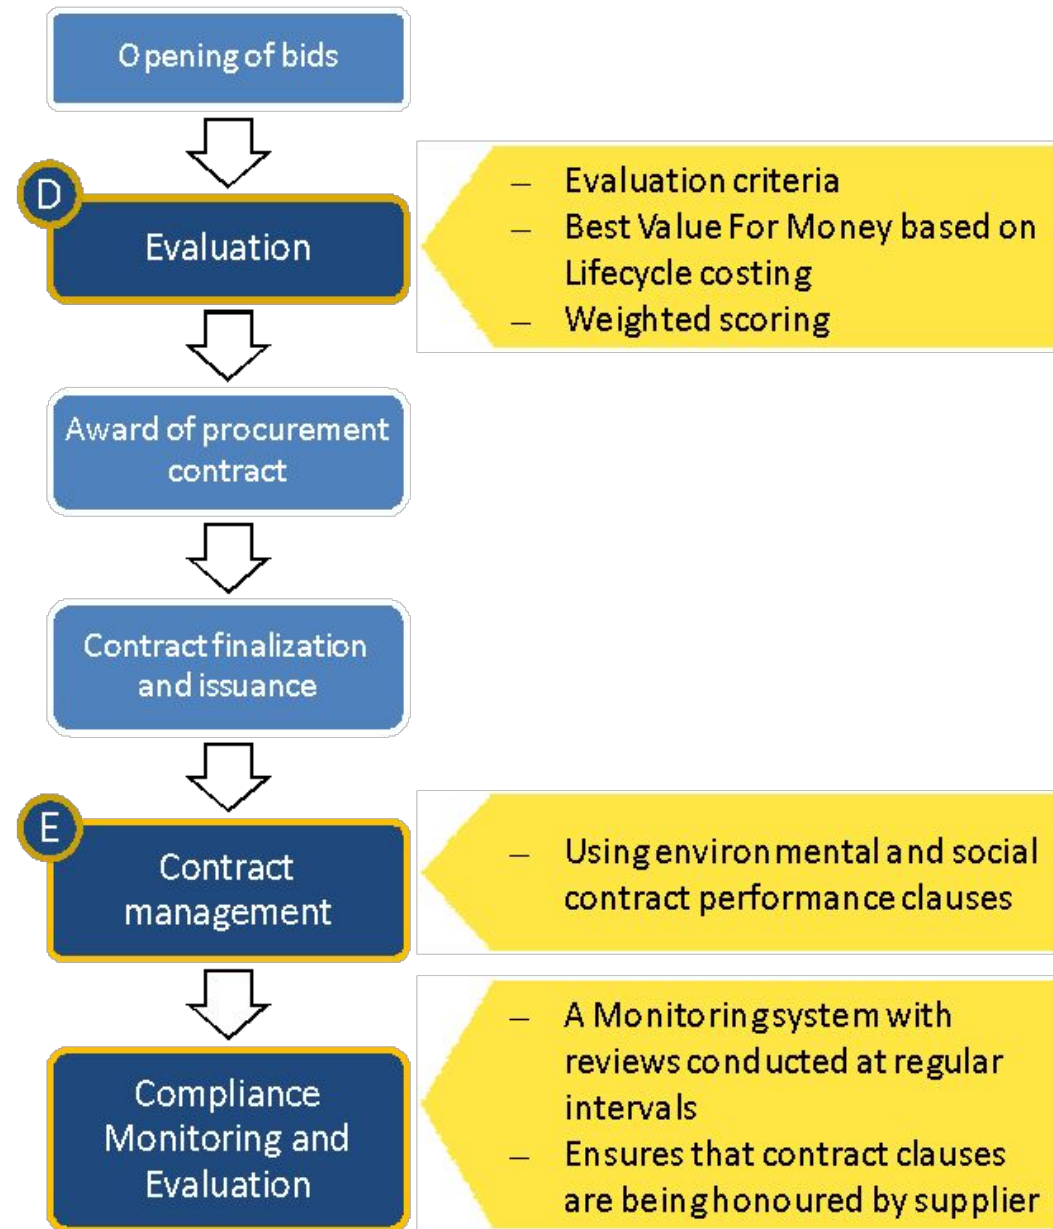 Opening of bids
D
Evaluation
– Evaluation criteria
– Best Value For Money based on
Lifecycle costing
– Weighted scoring
Award of procurement
contract
Contract finalization
and issuance
E
Contract
management
– Using environmental and social
contract performance clauses
Compliance
Monitoring and
Evaluation
– A Monitoring system with
reviews conducted at regular
intervals
– Ensures that contract clauses
are being honoured by supplier